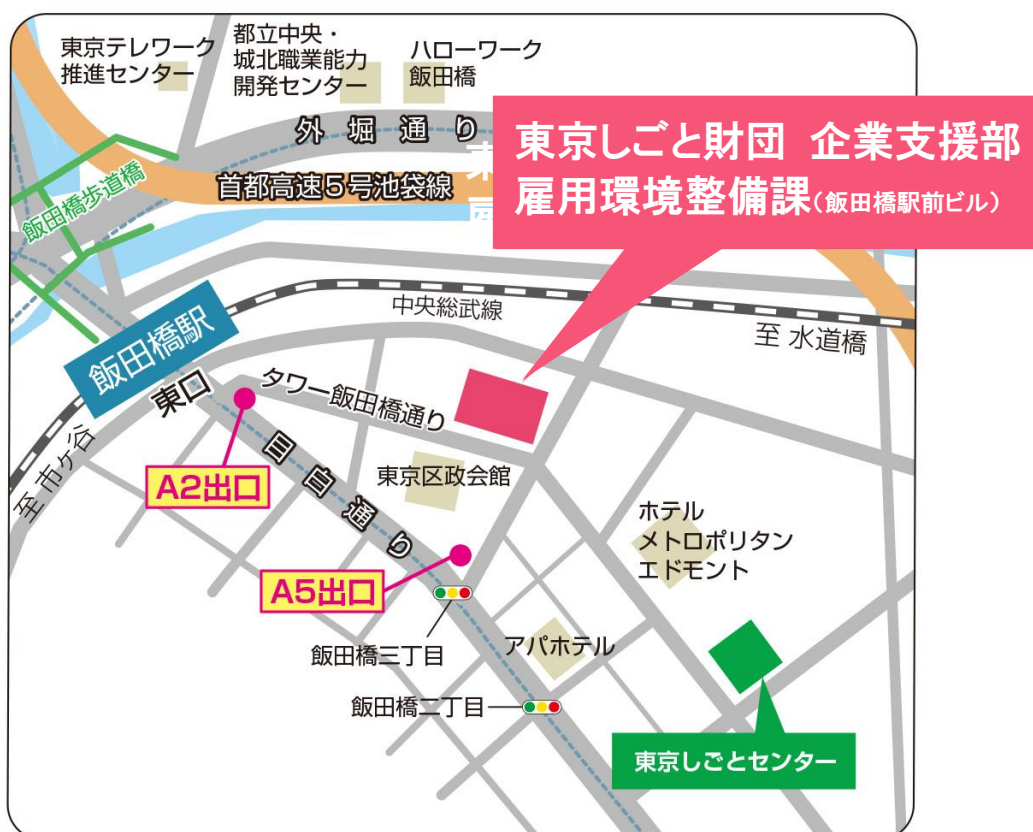 東京テレワーク
推進センター
都立中央・
城北職業能力
開発センター
ハローワーク
飯田橋
外堀通り
東京しごと財団 企業支援部
雇用環境整備課(飯田橋駅前ビル)
首都高速5号池袋線
飯田橋歩道橋
中央総武線
至 水道橋
飯田橋駅
東口
タワー飯田橋通り
至 市ヶ谷
目白通り
A2出口
東京区政会館
ホテル
メトロポリタン
エドモント
A5出口
飯田橋三丁目
アパホテル
飯田橋二丁目
東京しごとセンター